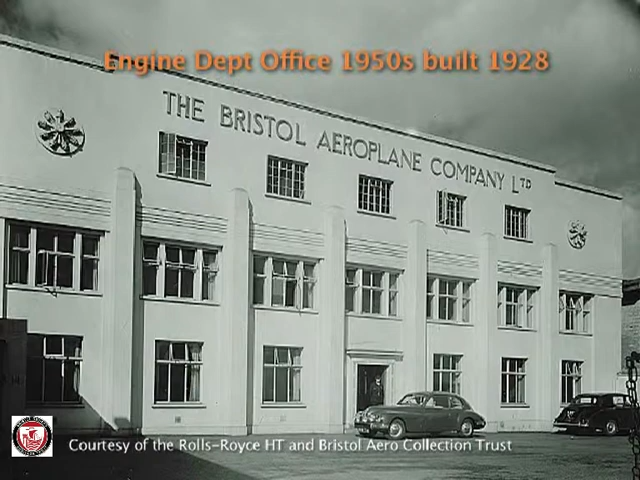 Engine Dept Office 1950s built 1928
THE BRISTOL AEROPLANE COMPANY LTD
Courtesy of the Rolls-Royce HT and Bristol Aero Collection Trust